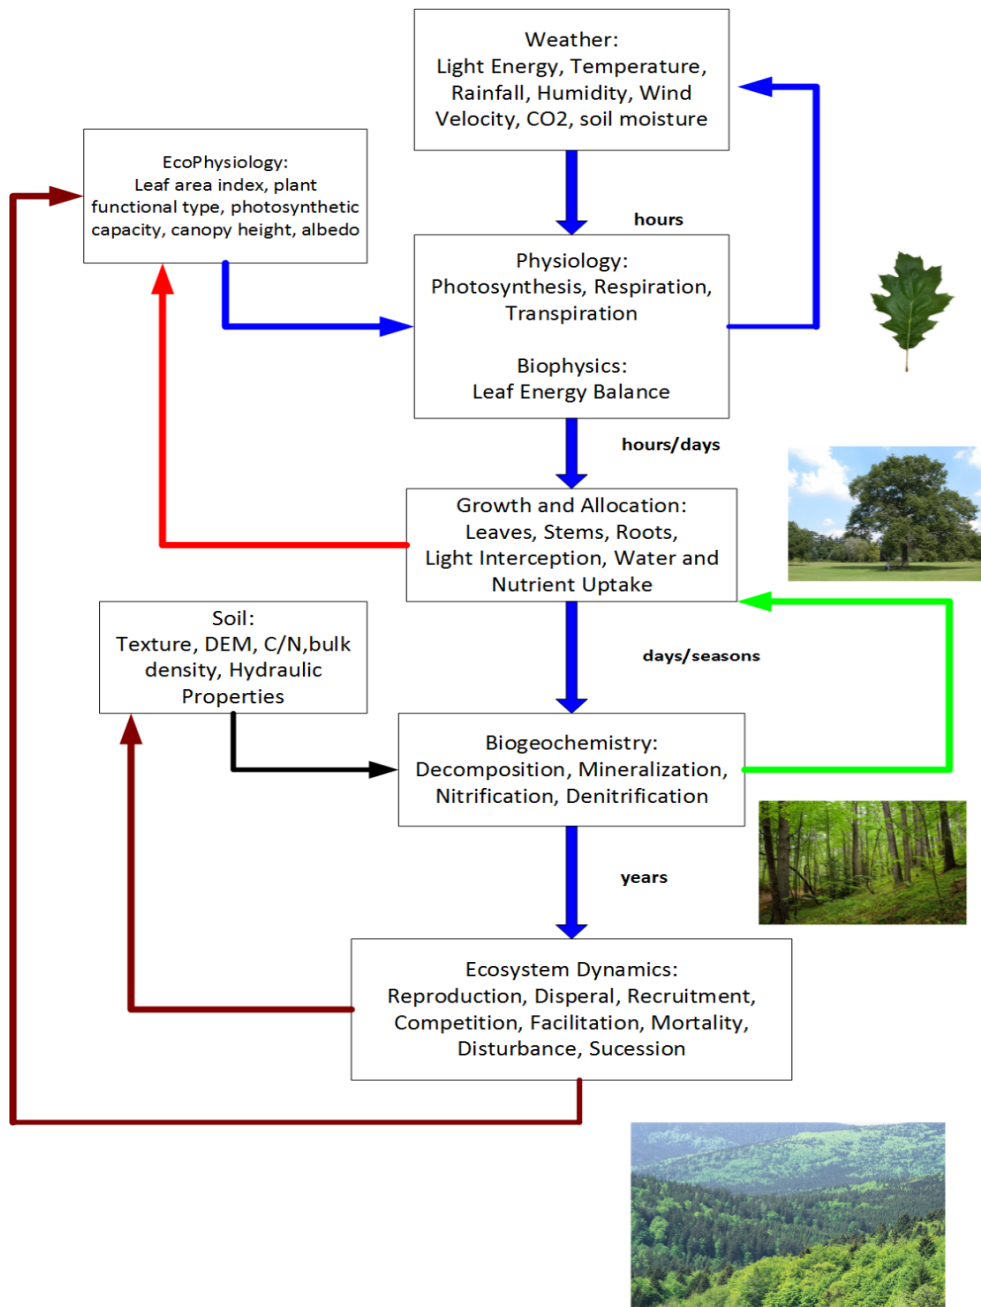 Weather:
Light Energy, Temperature,
Rainfall, Humidity, Wind
Velocity, CO2, soil moisture
EcoPhysiology:
Leaf area index, plant
functional type, photosynthetic
capacity, canopy height, albedo
hours
Physiology:
Photosynthesis, Respiration,
Transpiration
Biophysics:
Leaf Energy Balance
hours/days
Growth and Allocation:
Leaves, Stems, Roots,
Light Interception, Water and
Nutrient Uptake
Soil:
Texture, DEM, C/N,bulk
density, Hydraulic
Properties
days/seasons
Biogeochemistry:
Decomposition, Mineralization,
Nitrification, Denitrification
years
Ecosystem Dynamics:
Reproduction, Disperal, Recruitment,
Competition, Facilitation, Mortality,
Disturbance, Sucession